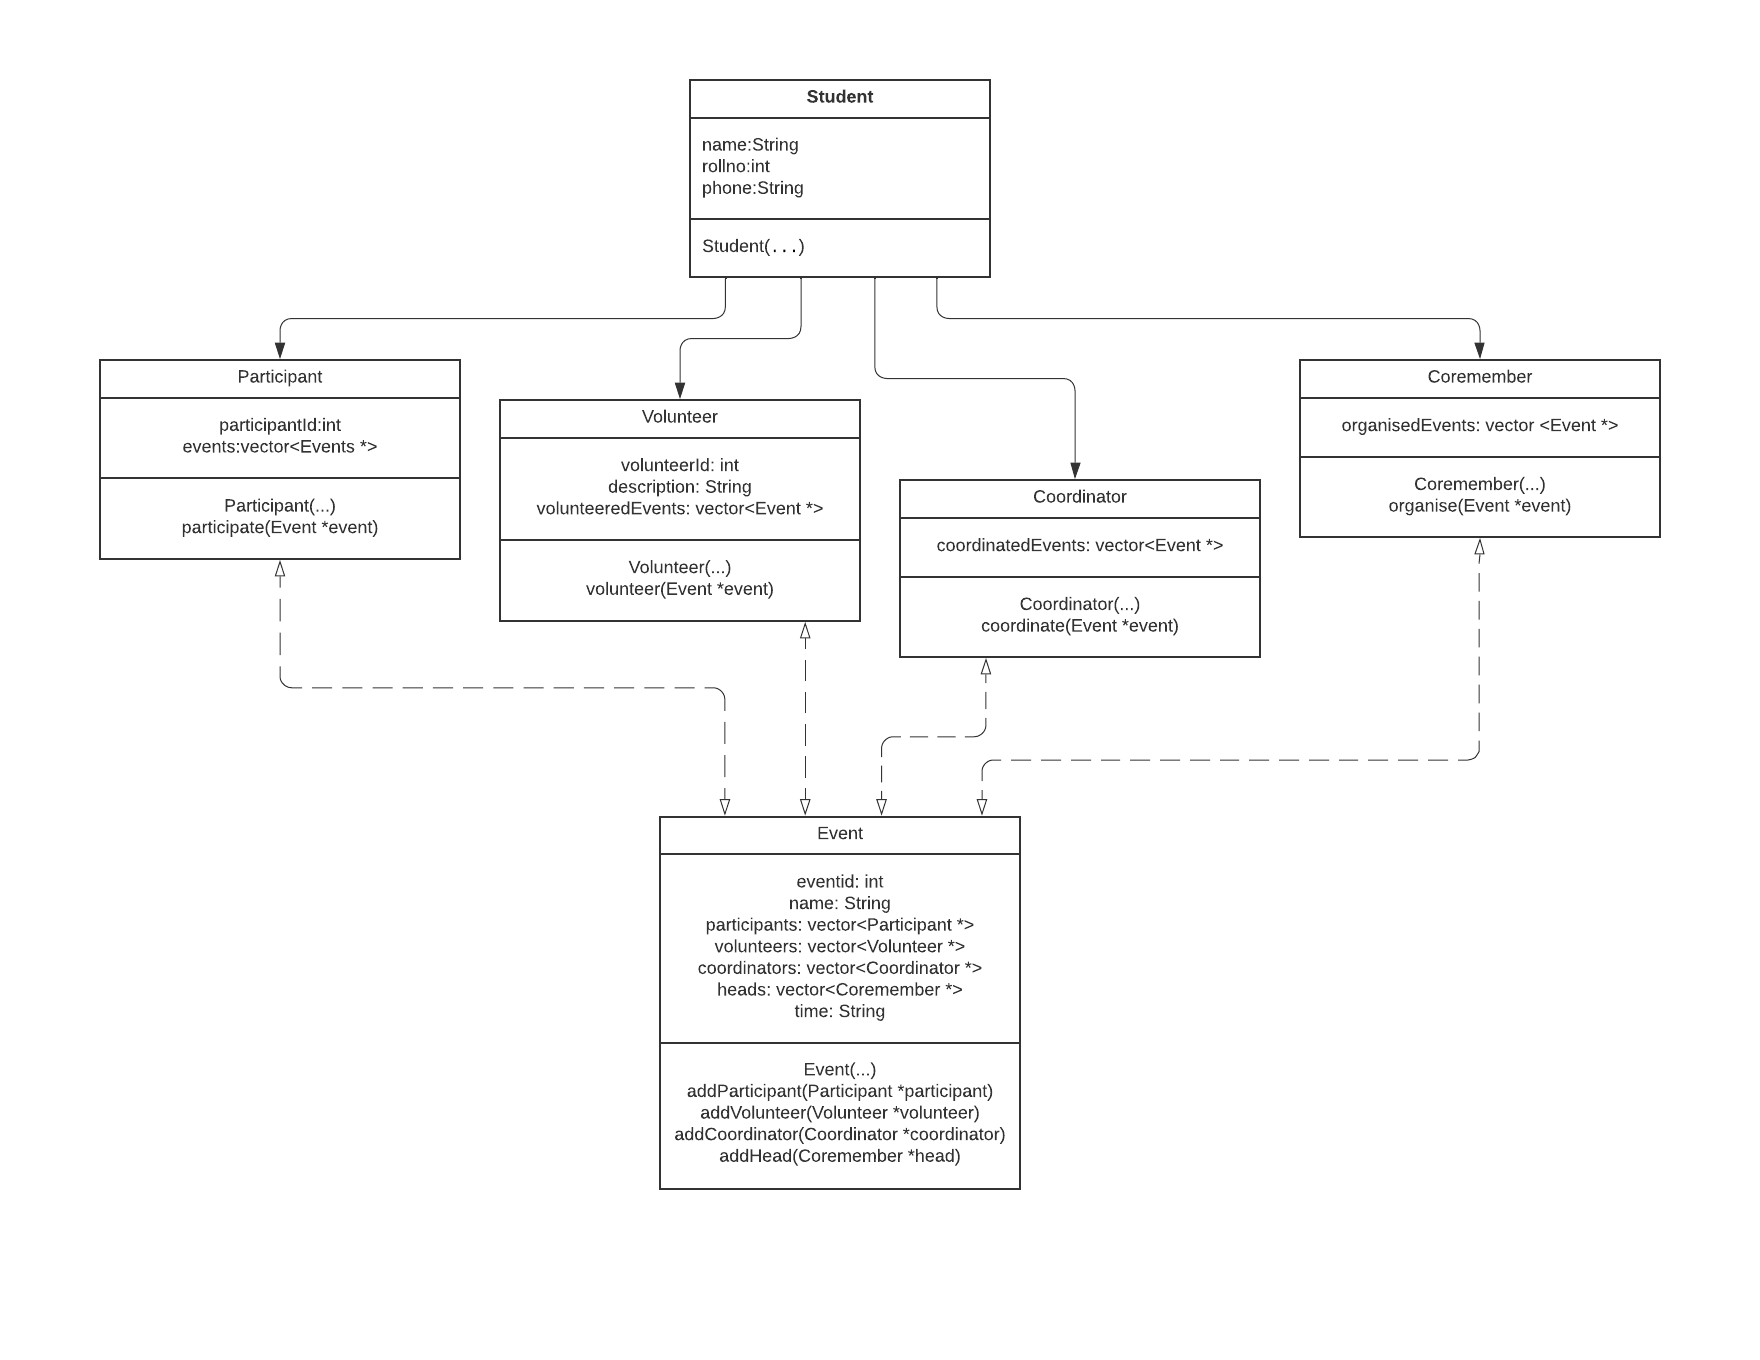 Student
name:String
rollno:int
phone:String
Student(...)
Participant
participantId:int
events:vector<Events *>
Participant(...)
participate(Event *event)
Volunteer
volunteerId: int
description: String
volunteeredEvents: vector<Event *>
Volunteer(...)
volunteer(Event *event)
Coordinator
coordinatedEvents: vector<Event *>
Coordinator(...)
coordinate(Event *event)
Coremember
organisedEvents: vector <Event *>
Coremember(...)
organise(Event *event)
Event
eventid: int
name: String
participants: vector<Participant *>
volunteers: vector<Volunteer *>
coordinators: vector<Coordinator *>
heads: vector<Coremember *>
time: String
Event(...)
addParticipant(Participant *participant)
addVolunteer(Volunteer *volunteer)
addCoordinator(Coordinator *coordinator)
addHead(Coremember *head)